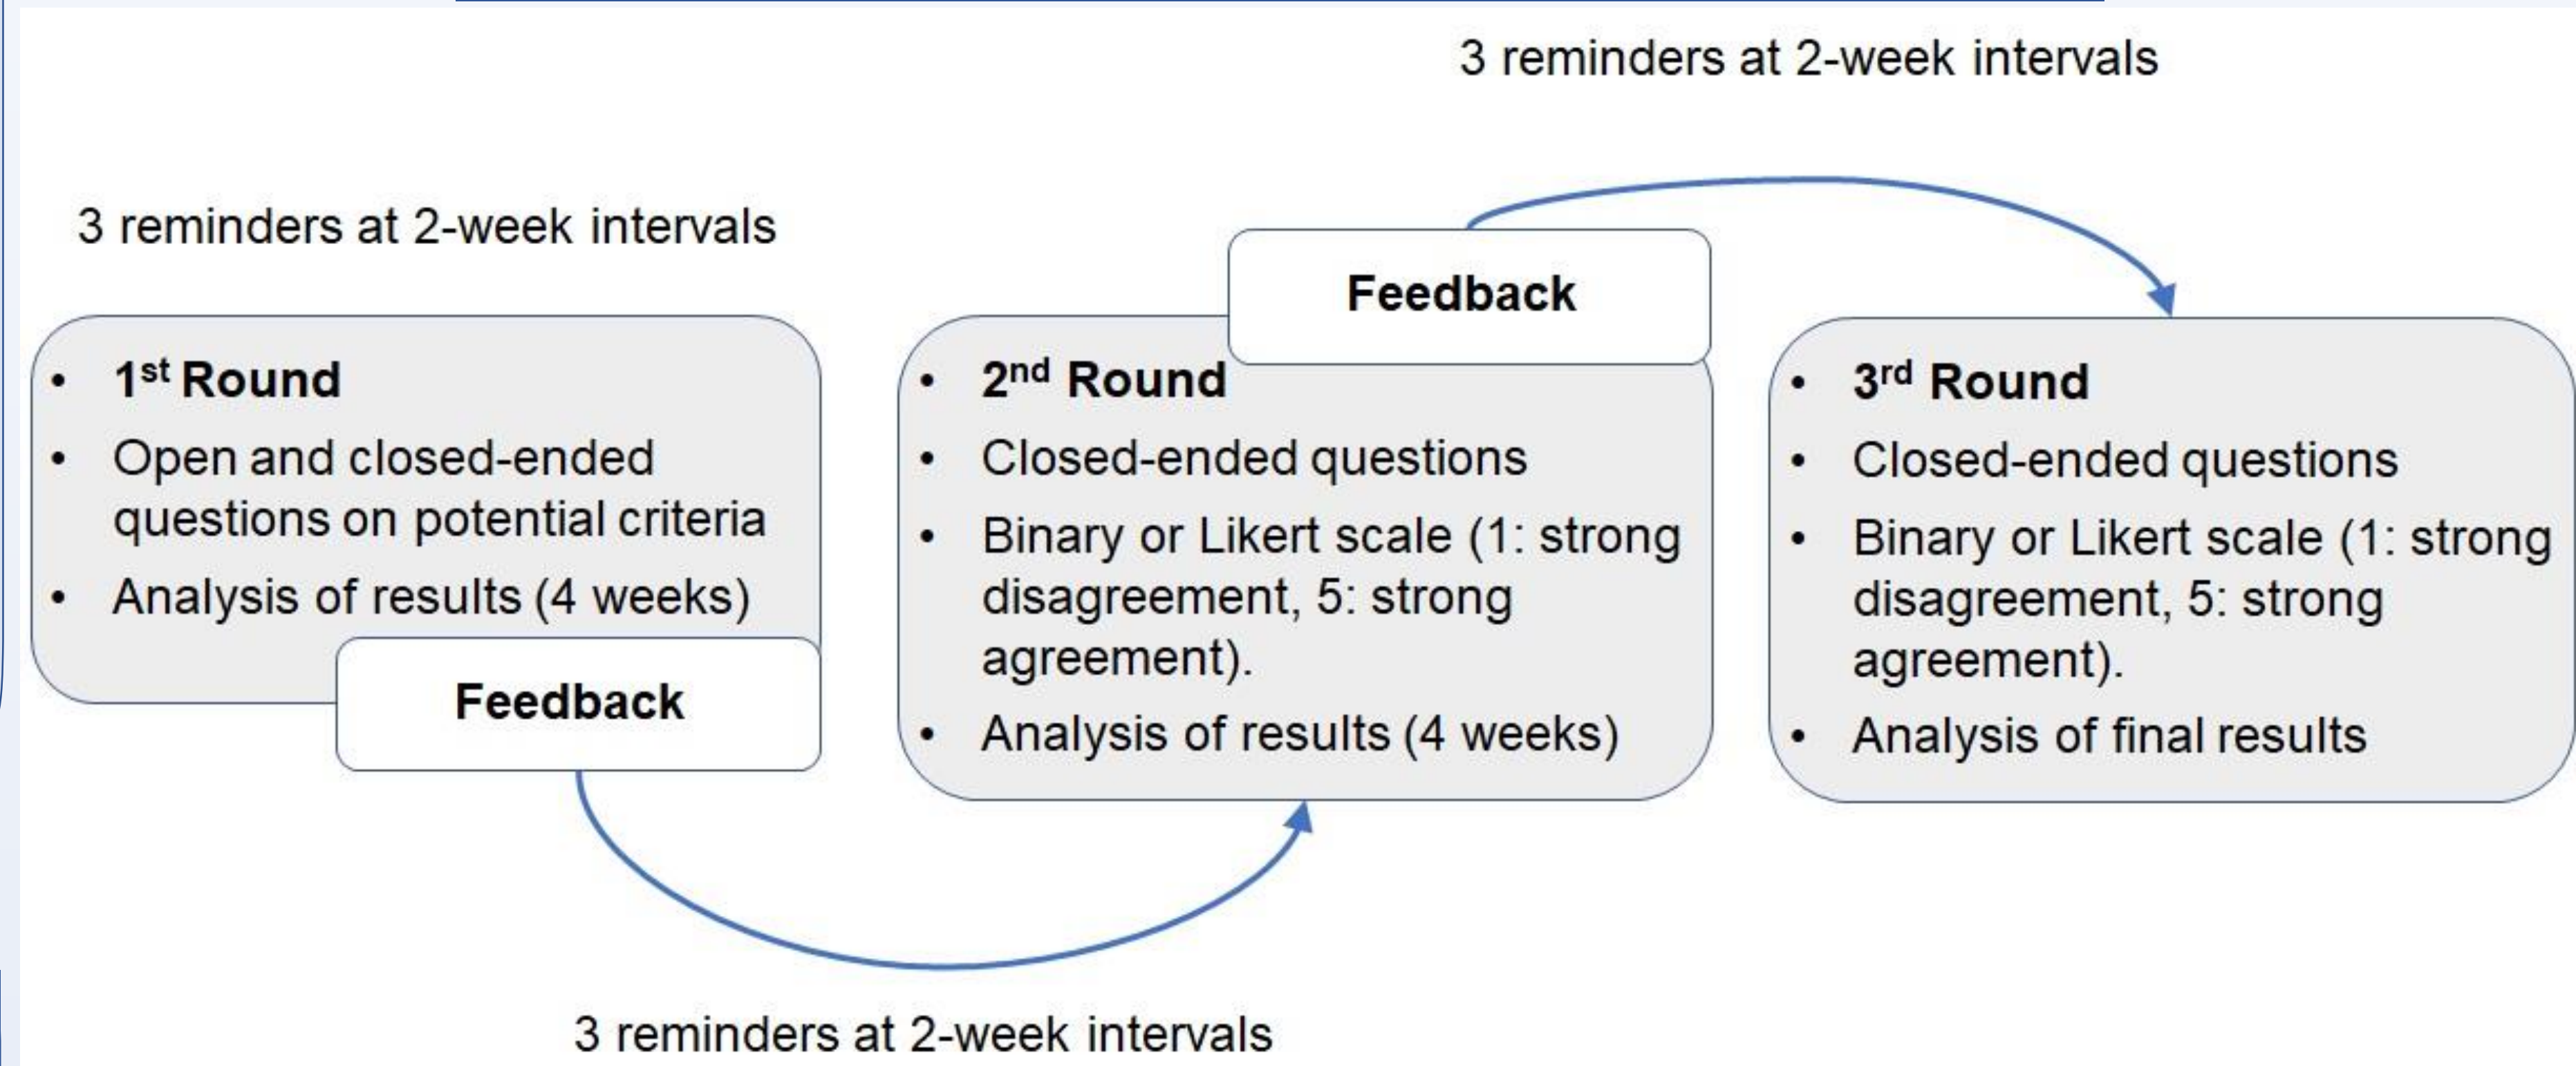 3 reminders at 2-week intervals
• 1st Round
• Open and closed-ended
questions on potential criteria
• Analysis of results (4 weeks)
Feedback
3 reminders at 2-week intervals
Feedback
• 2nd Round
• Closed-ended questions
• Binary or Likert scale (1: strong
disagreement, 5: strong
agreement).
• Analysis of results (4 weeks)
3 reminders at 2-week intervals
• 3rd Round
• Closed-ended questions
• Binary or Likert scale (1: strong
disagreement, 5: strong
agreement).
• Analysis of final results